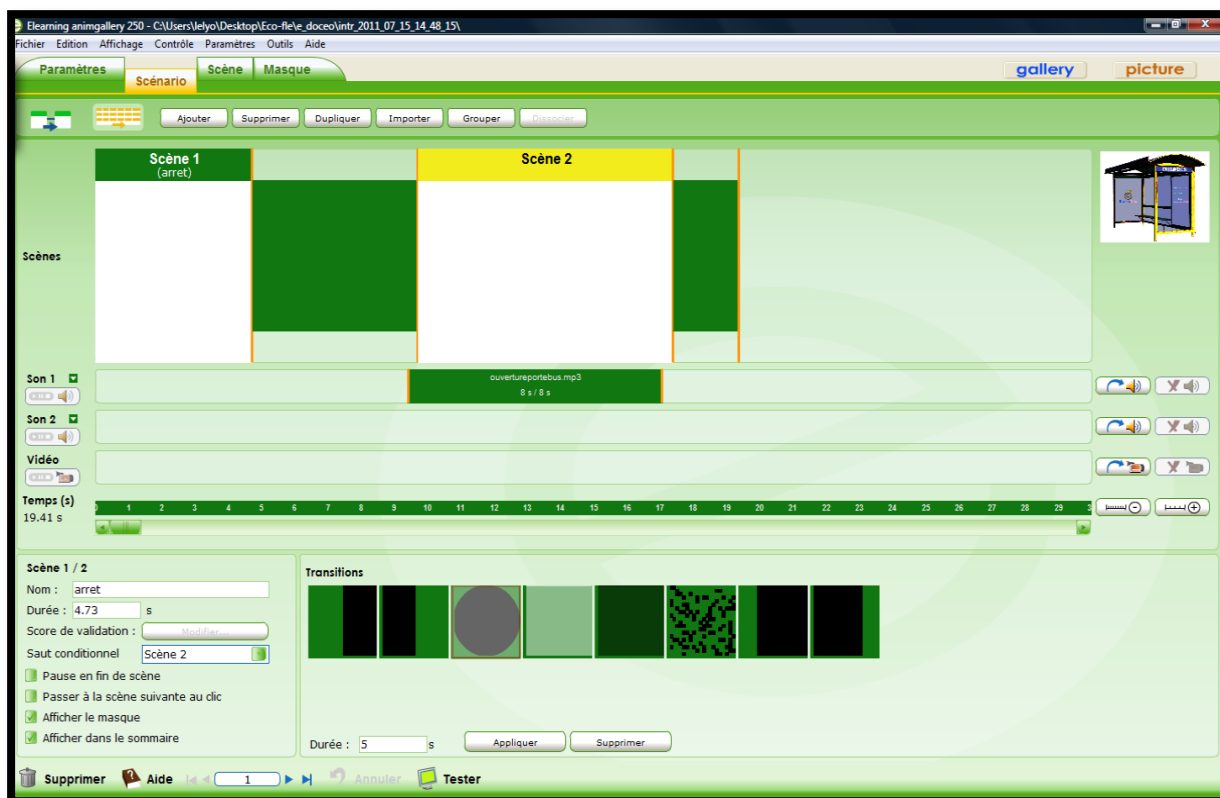 Elearning animgallery 250 - C:\Users\lelyo\Desktop\Eco-fle\e_doceo\intr_2011_07_15_14_48_15\
Fichier Edition Affichage Contrôle Paramètres Outils Aide
Paramètres Scénario Scène Masque gallery picture
Ajouter Supprimer Dupliquer Importer Grouper Dissocier
Scène 1 Scène 2
(arret)
Scènes
Son 1 ouvertureportebus.mp3
8 s / 8 s
Son 2
Vidéo
Temps (s) 1 2 3 4 5 6 7 8 9 10 11 12 13 14 15 16 17 18 19 20 21 22 23 24 25 26 27 28 29
19.41 s
Scène 1 / 2 Transitions
Nom : arret
Durée : 4.73 s
Score de validation : Modifier...
Saut conditionnel Scène 2
Pause en fin de scène
Passer à la scène suivante au clic
Afficher le masque
Afficher dans le sommaire
Durée : 5 s Appliquer Supprimer
Supprimer Aide 1 Annuler Tester